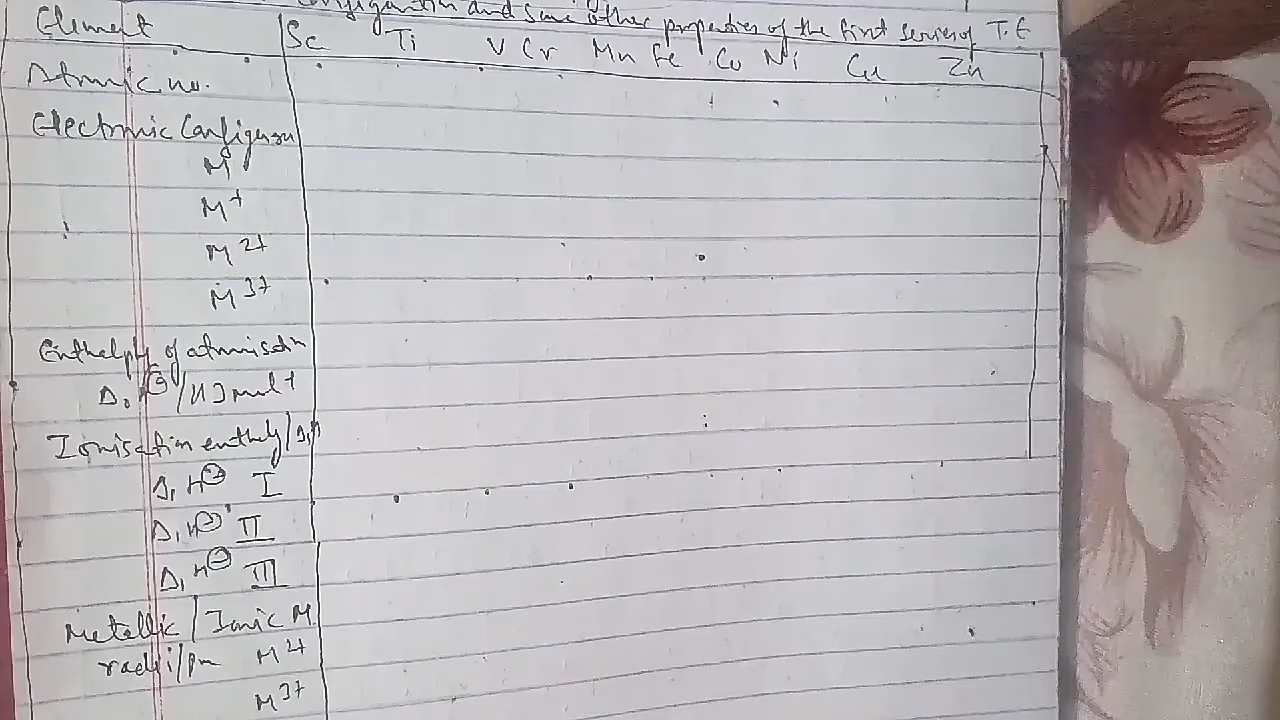 Configuration and some other properties of the first series of T.E
Element Sc Ti V Cr Mn Fe Co Ni Cu Zn
Atomic no.
Electronic Configuration
M
M+
M2+
M3+
Enthalpy of atomisation
/KJ mol-1
Ionisation enthalpy/
ΔiH⊖ I
ΔiH⊖ II
ΔiH⊖ III
Metallic/Ionic M
radii/pm M2+
M3+